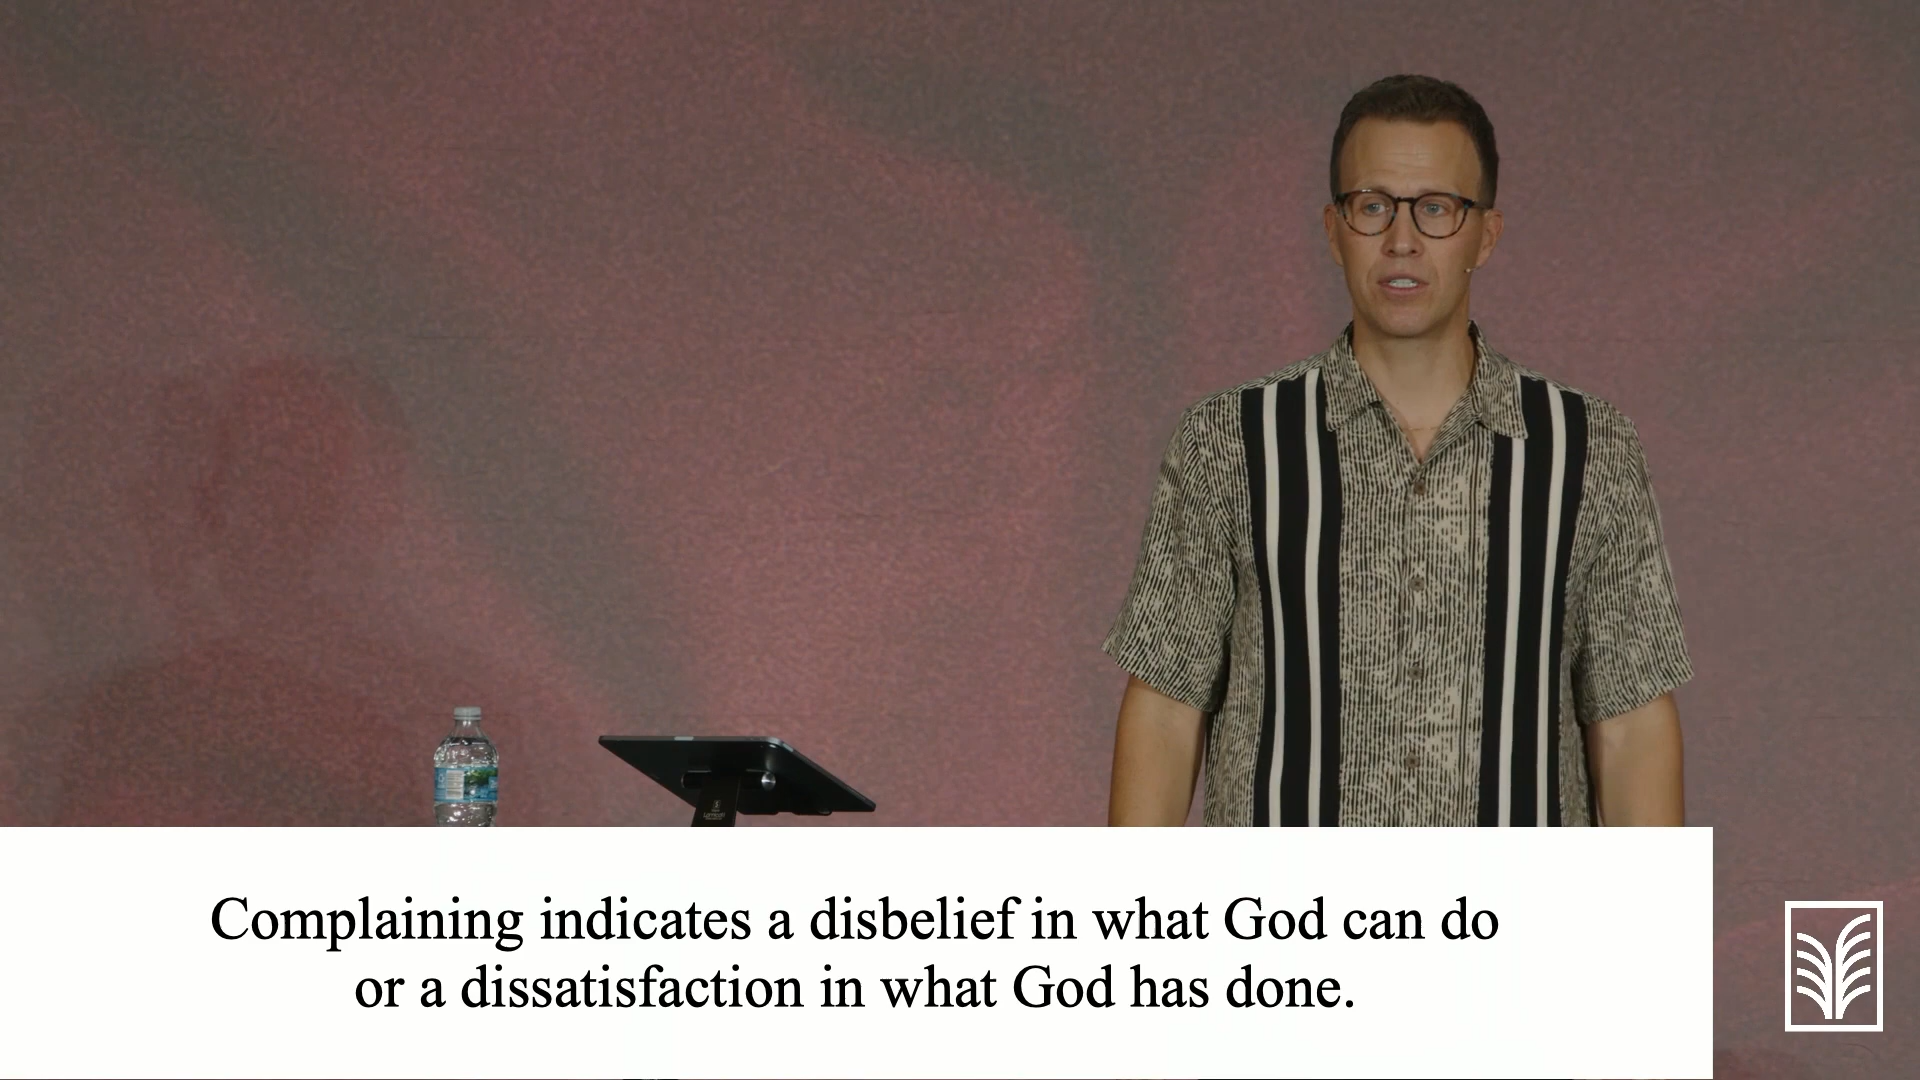 Complaining indicates a disbelief in what God can do
or a dissatisfaction in what God has done.